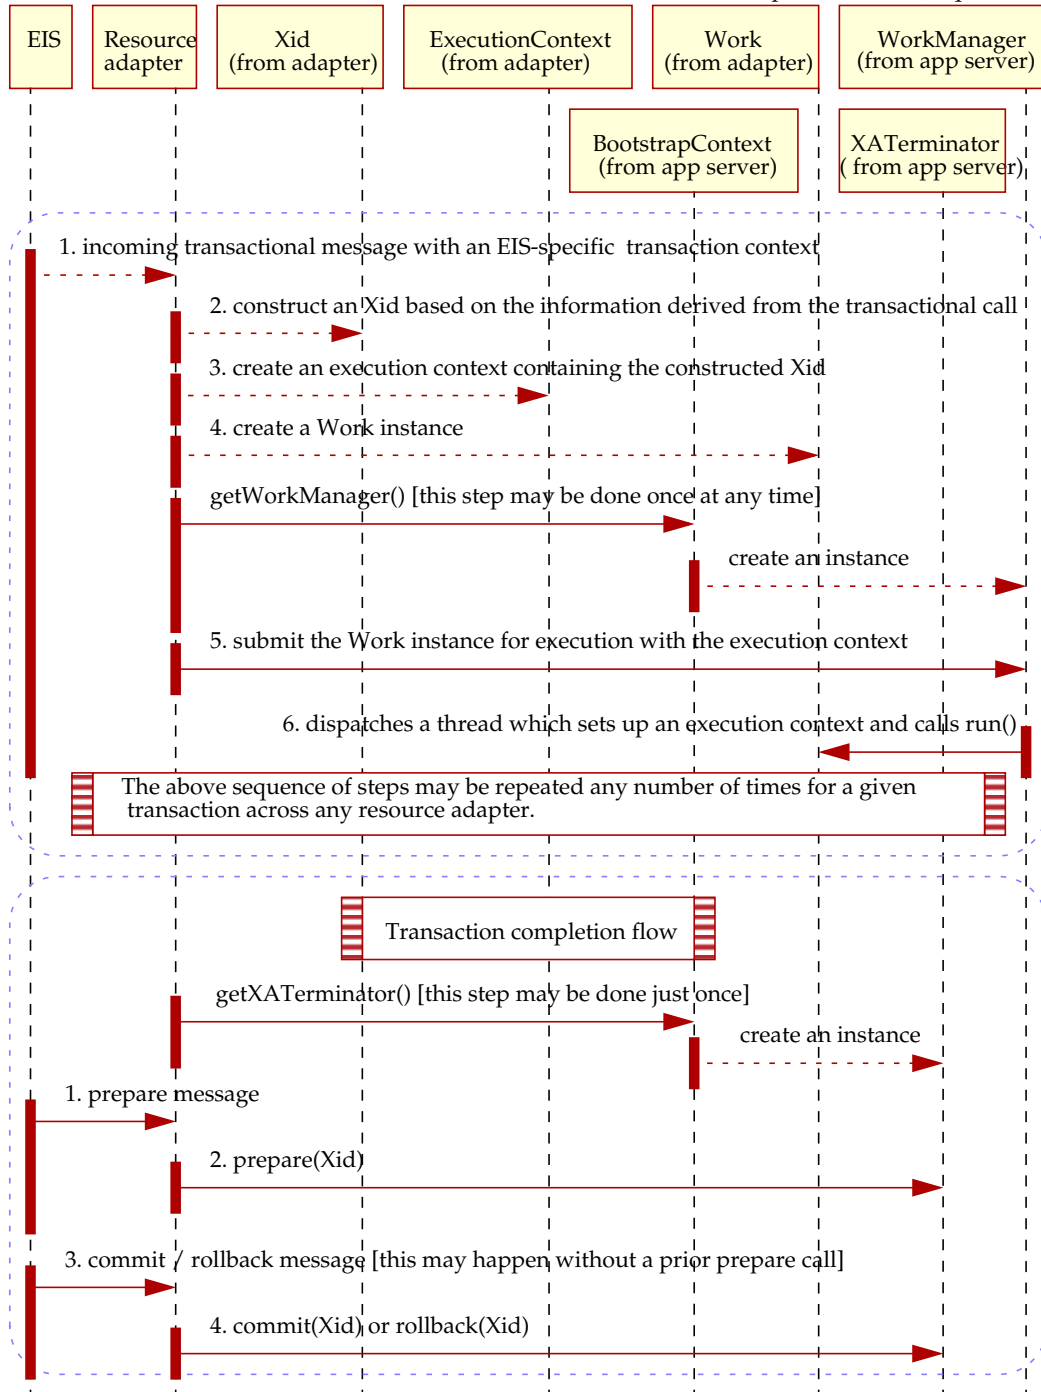 EIS
Resource
adapter
Xid
(from adapter)
ExecutionContext
(from adapter)
Work
(from adapter)
WorkManager
(from app server)
BootstrapContext
(from app server)
XATerminator
( from app server)
1. incoming transactional message with an EIS-specific  transaction context
2. construct an Xid based on the information derived from the transactional call
3. create an execution context containing the constructed Xid
4. create a Work instance
getWorkManager() [this step may be done once at any time]
create an instance
5. submit the Work instance for execution with the execution context
6. dispatches a thread which sets up an execution context and calls run()
The above sequence of steps may be repeated any number of times for a given
transaction across any resource adapter.
Transaction completion flow
getXATerminator() [this step may be done just once]
create an instance
1. prepare message
2. prepare(Xid)
3. commit / rollback message [this may happen without a prior prepare call]
4. commit(Xid) or rollback(Xid)